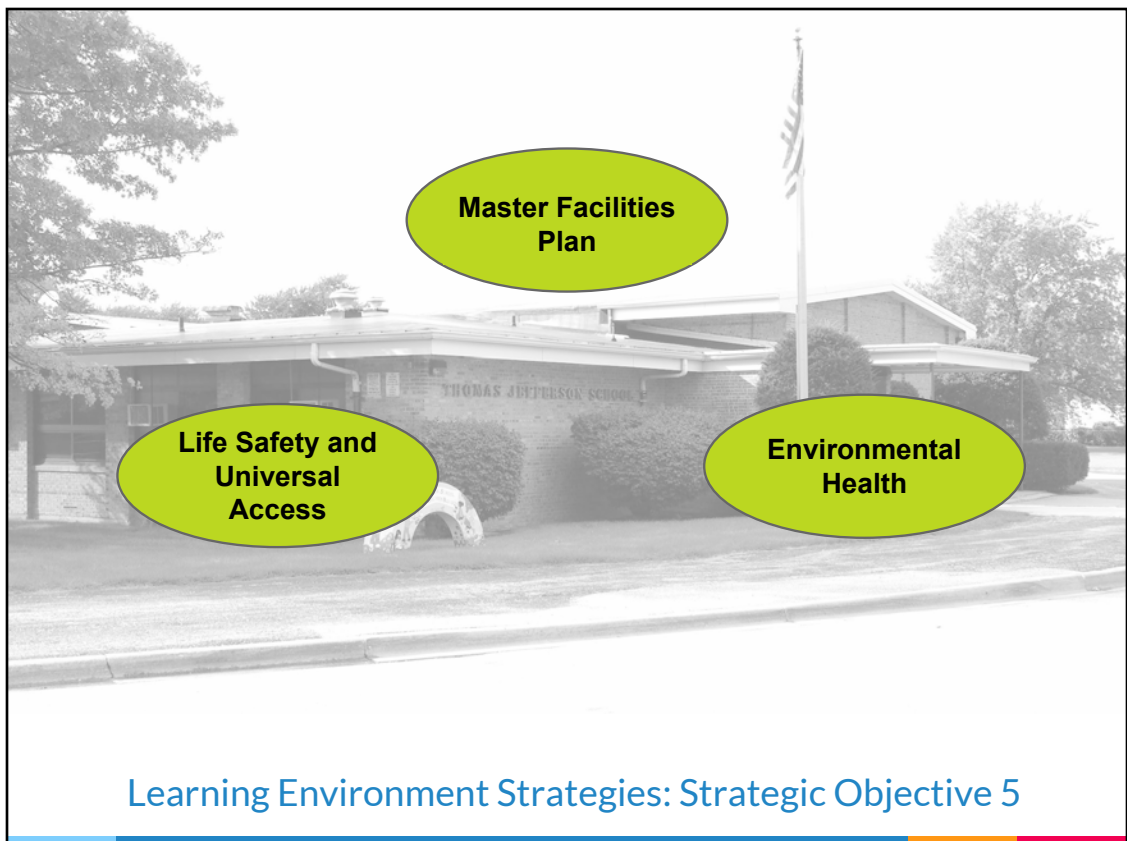 Master Facilities
Plan
THOMAS JEFFERSON SCHOOL
Life Safety and
Universal
Access
Environmental
Health
Learning Environment Strategies: Strategic Objective 5